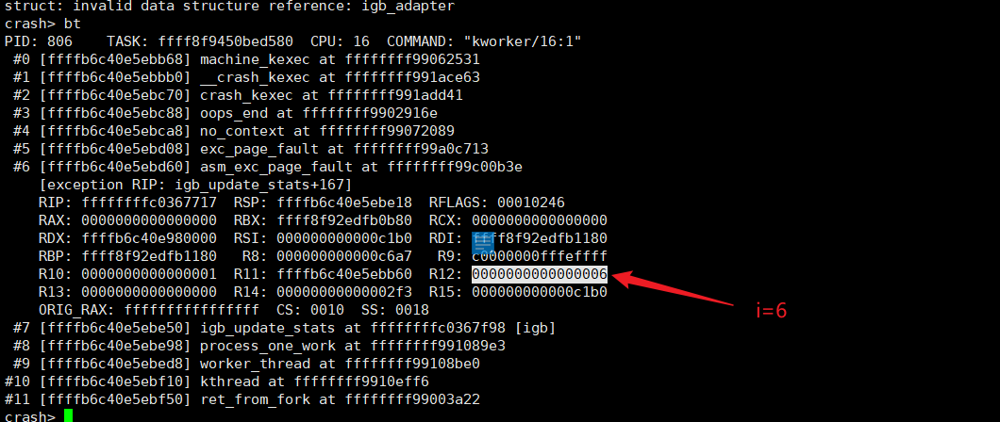 struct: invalid data structure reference: igb_adapter
crash> bt
PID: 806    TASK: ffff8f9450bed580  CPU: 16  COMMAND: "kworker/16:1"
 #0 [ffffb6c40e5ebb68] machine_kexec at ffffffff99062531
 #1 [ffffb6c40e5ebbb0] __crash_kexec at ffffffff991ace63
 #2 [ffffb6c40e5ebc70] crash_kexec at ffffffff991add41
 #3 [ffffb6c40e5ebc88] oops_end at ffffffff9902916e
 #4 [ffffb6c40e5ebca8] no_context at ffffffff99072089
 #5 [ffffb6c40e5ebd08] exc_page_fault at ffffffff99a0c713
 #6 [ffffb6c40e5ebd60] asm_exc_page_fault at ffffffff99c00b3e
    [exception RIP: igb_update_stats+167]
    RIP: ffffffffc0367717  RSP: ffffb6c40e5ebe18  RFLAGS: 00010246
    RAX: 0000000000000000  RBX: ffff8f92edfb0b80  RCX: 0000000000000000
    RDX: ffffb6c40e980000  RSI: 000000000000c1b0  RDI: ffff8f92edfb1180
    RBP: ffff8f92edfb1180   R8: 000000000000c6a7   R9: c0000000fffeffff
    R10: 0000000000000001  R11: ffffb6c40e5ebb60  R12: 0000000000000006
    R13: 0000000000000000  R14: 00000000000002f3  R15: 000000000000c1b0
    ORIG_RAX: ffffffffffffffff  CS: 0010  SS: 0018
 #7 [ffffb6c40e5ebe50] igb_update_stats at ffffffffc0367f98 [igb]
 #8 [ffffb6c40e5ebe98] process_one_work at ffffffff991089e3
 #9 [ffffb6c40e5ebed8] worker_thread at ffffffff99108be0
#10 [ffffb6c40e5ebf10] kthread at ffffffff9910eff6
#11 [ffffb6c40e5ebf50] ret_from_fork at ffffffff99003a22
crash>
i=6